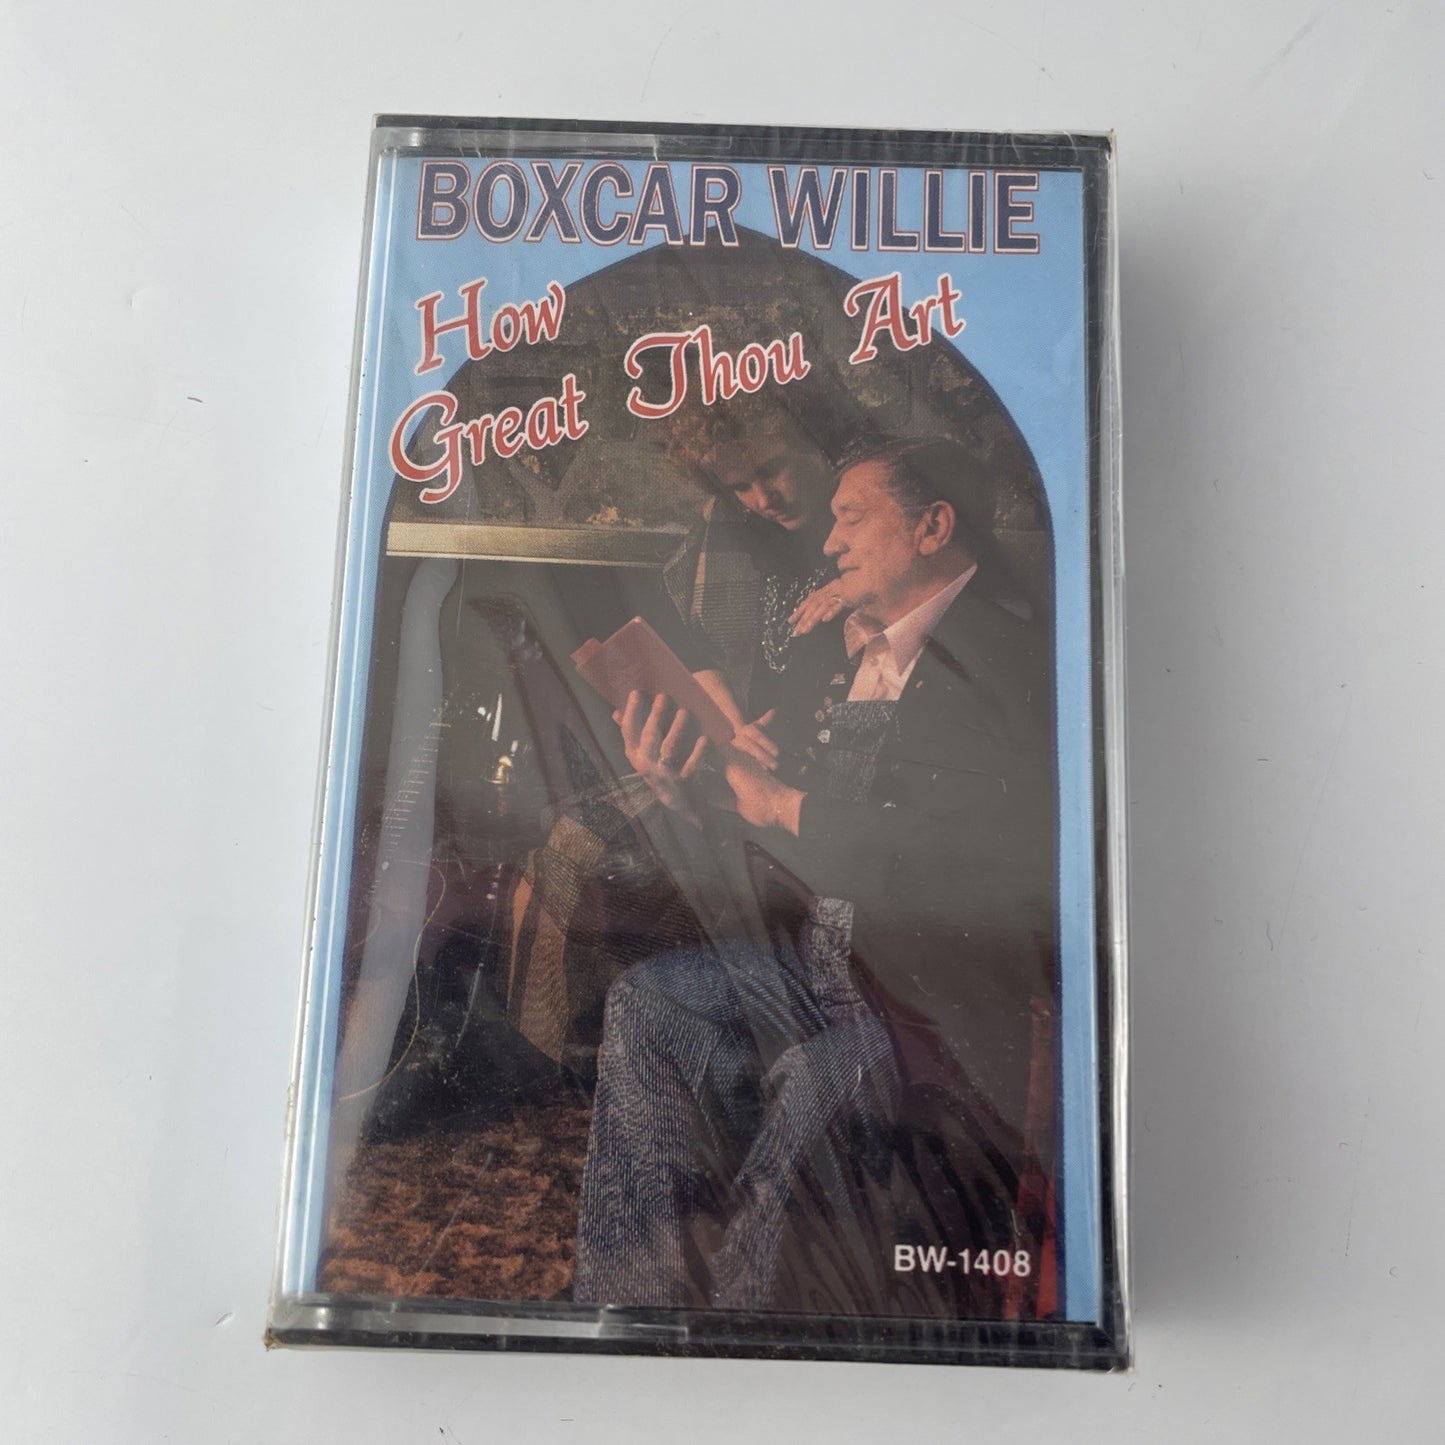 BOXCAR WILLIE
How
Great Thou Art
BW-1408